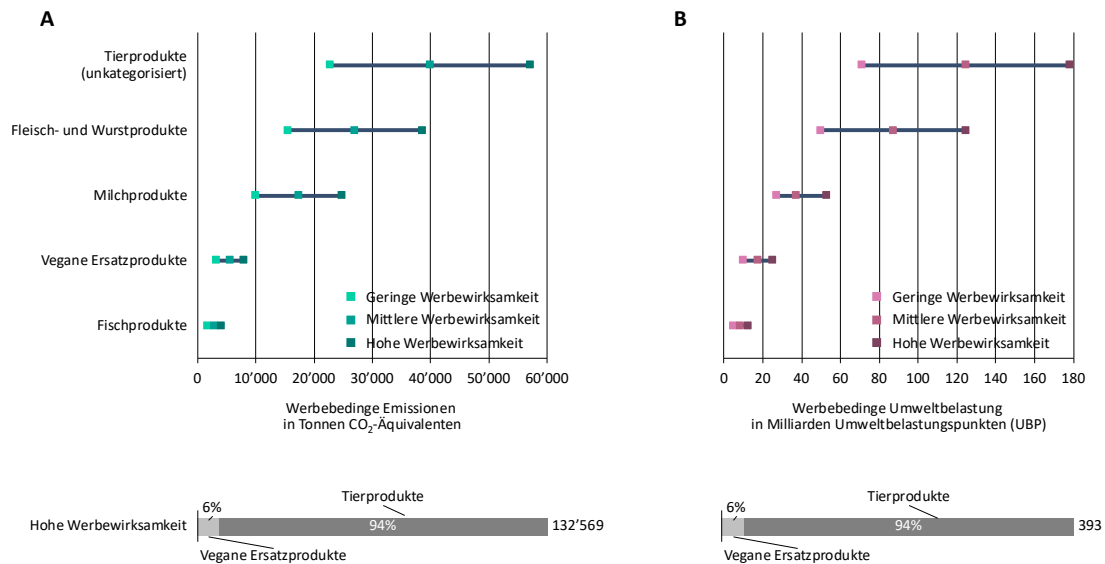 A
Tierprodukte
(unkategorisiert)
Fleisch- und Wurstprodukte
Milchprodukte
Vegane Ersatzprodukte
Fischprodukte
Geringe Werbewirksamkeit
Mittlere Werbewirksamkeit
Hohe Werbewirksamkeit
0 10’000 20’000 30’000 40’000 50’000 60’000
Werbebedinge Emissionen
in Tonnen CO₂-Äquivalenten
B
Geringe Werbewirksamkeit
Mittlere Werbewirksamkeit
Hohe Werbewirksamkeit
0 20 40 60 80 100 120 140 160 180
Werbebedinge Umweltbelastung
in Milliarden Umweltbelastungspunkten (UBP)
Tierprodukte
6%
Hohe Werbewirksamkeit 94% 132’569
Vegane Ersatzprodukte
Tierprodukte
6%
94% 393
Vegane Ersatzprodukte